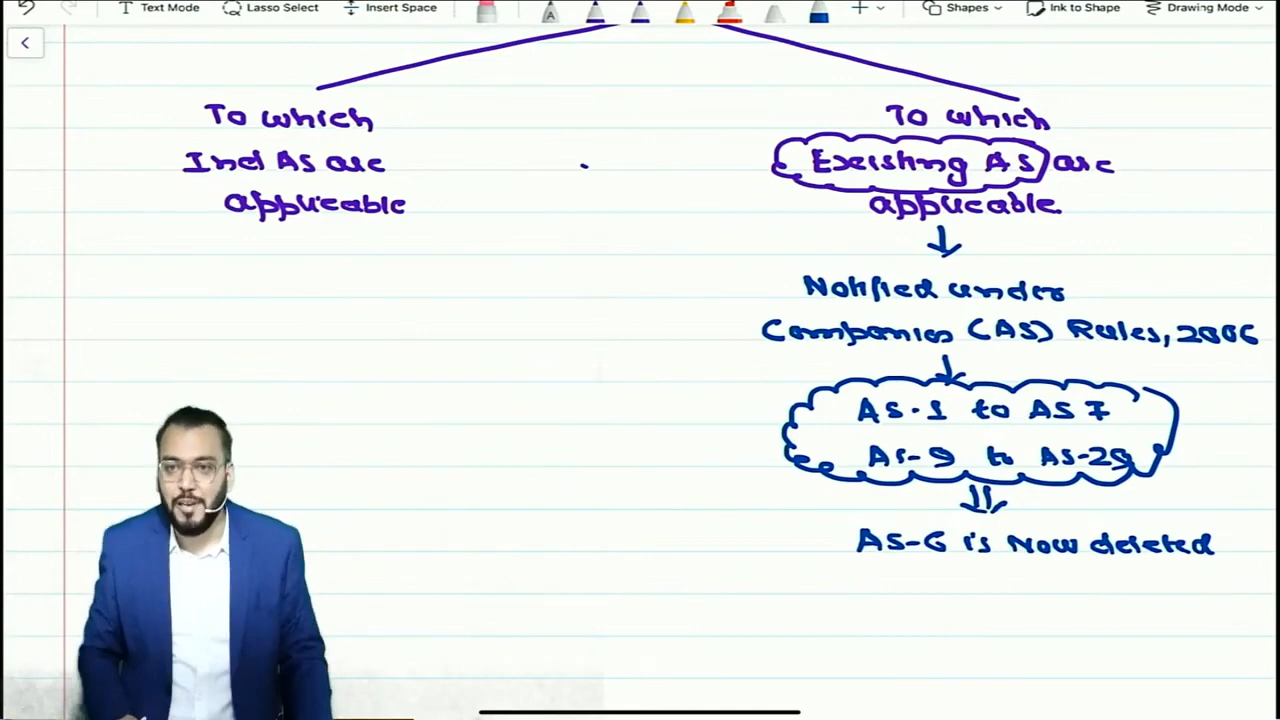 Text Mode Lasso Select Insert Space Shapes Ink to Shape Drawing Mode
A
To which
Ind AS are
applicable
To which
Existing AS are
applicable.
Notified under
Companies (AS) Rules, 2006
AS-1 to AS 7
AS-9 to AS-29
AS-6 is Now deleted